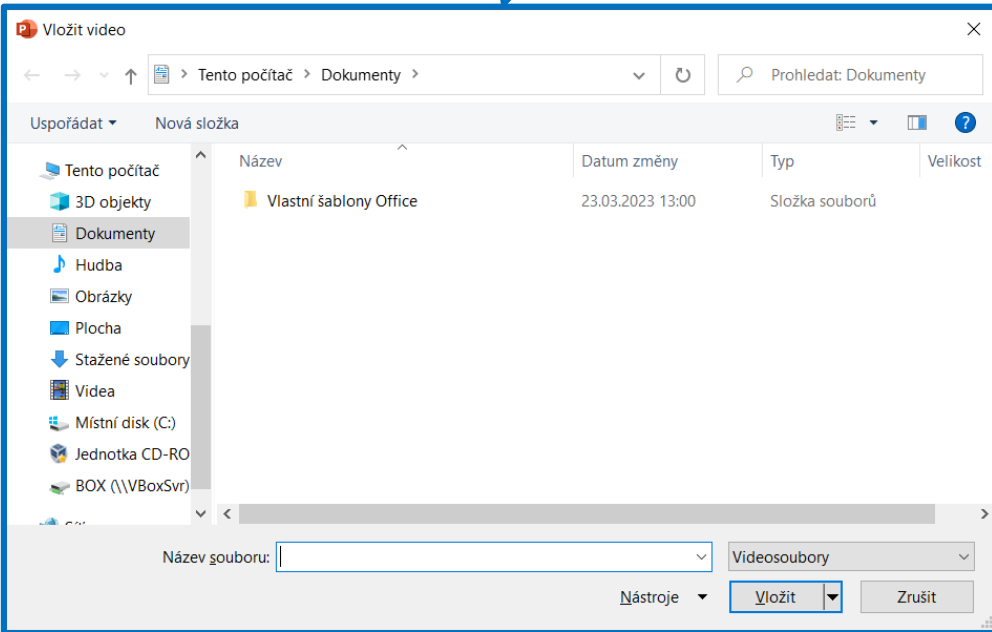 Vložit video
Tento počítač > Dokumenty >
Prohledat: Dokumenty
Uspořádat
Nová složka
Název
Datum změny
Typ
Velikost
Vlastní šablony Office
23.03.2023 13:00
Složka souborů
Tento počítač
3D objekty
Dokumenty
Hudba
Obrázky
Plocha
Stažené soubory
Videa
Místní disk (C:)
Jednotka CD-RO
BOX (\\VBoxSvr)
Název souboru:
Videosoubory
Nástroje
Vložit
Zrušit